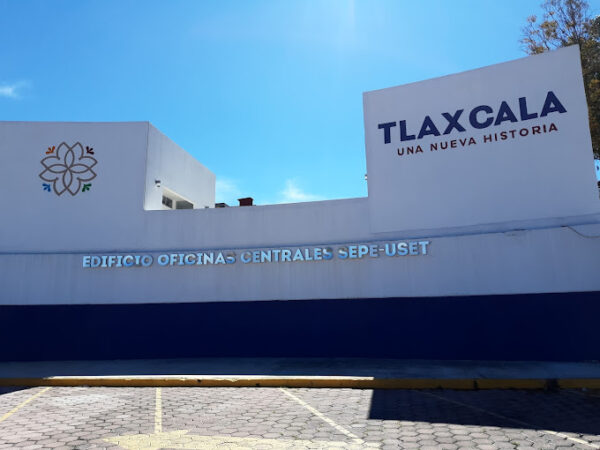 TLAXCALA
UNA NUEVA HISTORIA
EDIFICIO OFICINAS CENTRALES SEPE-USET